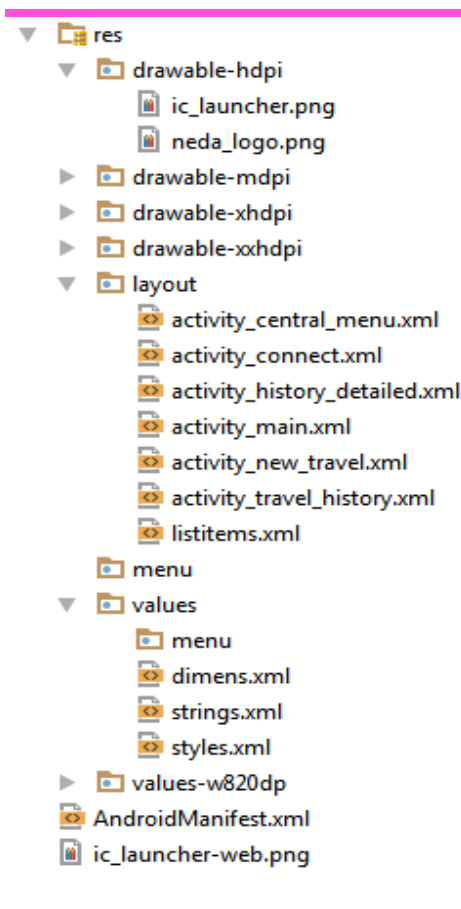 res
drawable-hdpi
ic_launcher.png
neda_logo.png
drawable-mdpi
drawable-xhdpi
drawable-xxhdpi
layout
activity_central_menu.xml
activity_connect.xml
activity_history_detailed.xml
activity_main.xml
activity_new_travel.xml
activity_travel_history.xml
listitems.xml
menu
values
menu
dimens.xml
strings.xml
styles.xml
values-w820dp
AndroidManifest.xml
ic_launcher-web.png